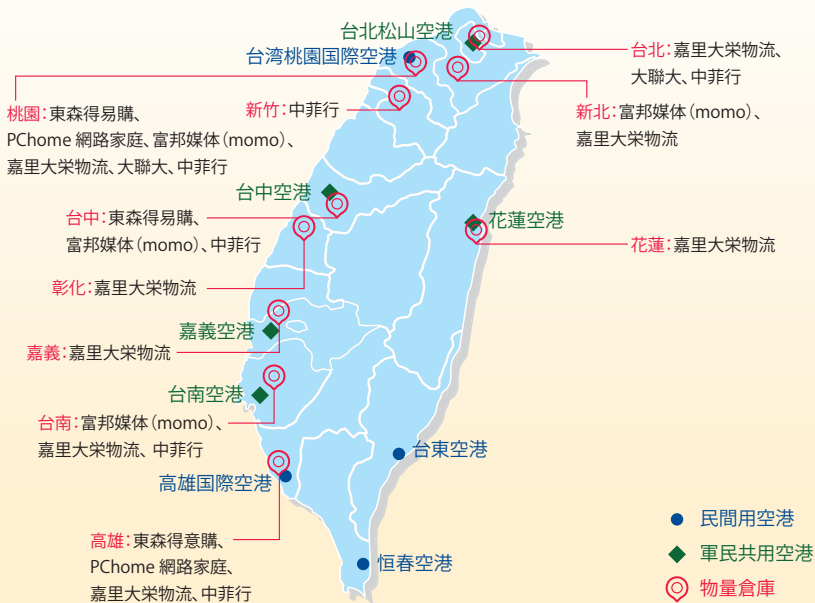 台北松山空港
台湾桃園国際空港
台北：嘉里大栄物流、
大聯大、中菲行
桃園：東森得易購、
PChome 網路家庭、富邦媒体（momo）、
嘉里大栄物流、大聯大、中菲行
新竹：中菲行
新北：富邦媒体（momo）、
嘉里大栄物流
台中空港
台中：東森得易購、
富邦媒体（momo）、中菲行
花蓮空港
花蓮：嘉里大栄物流
彰化：嘉里大栄物流
嘉義空港
嘉義：嘉里大栄物流
台南空港
台南：富邦媒体（momo）、
嘉里大栄物流、中菲行
台東空港
高雄国際空港
高雄：東森得意購、
PChome 網路家庭、
嘉里大栄物流、中菲行
恒春空港
民間用空港
軍民共用空港
物量倉庫